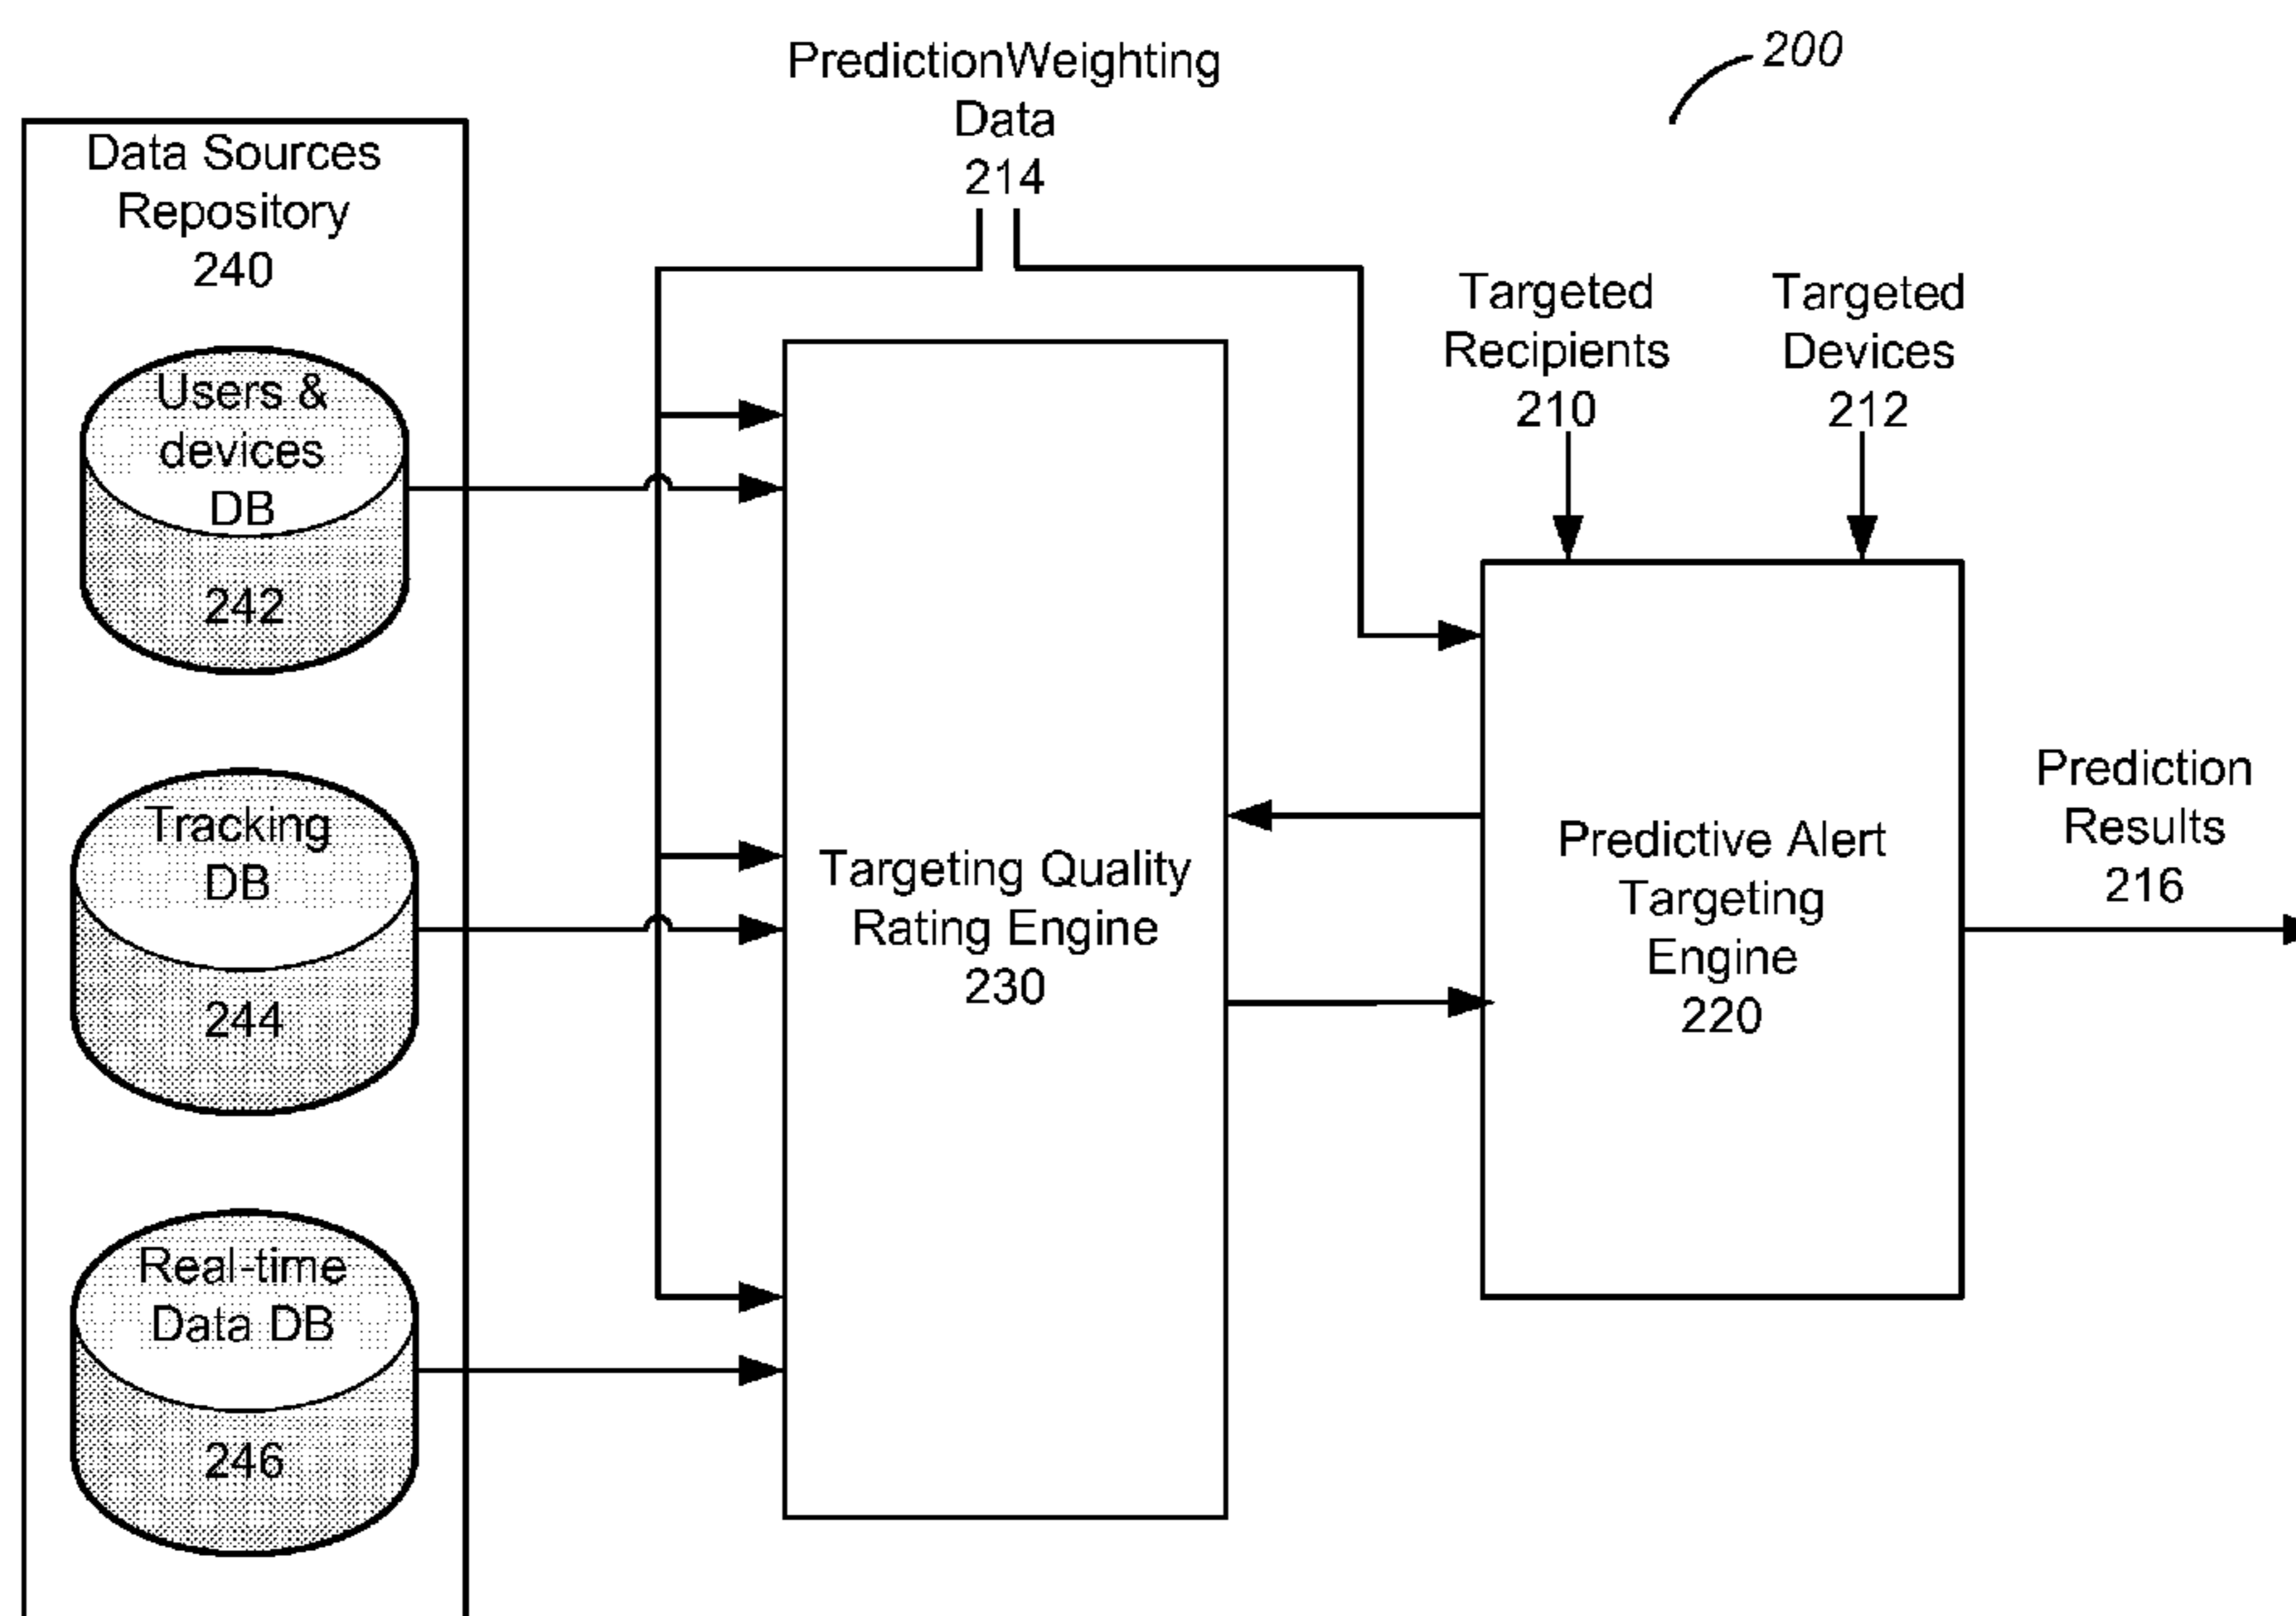 200
PredictionWeighting
Data
214
Data Sources
Repository
240
Users &
devices
DB
242
Tracking
DB
244
Real-time
Data DB
246
Targeting Quality
Rating Engine
230
Targeted
Recipients
210
Targeted
Devices
212
Predictive Alert
Targeting
Engine
220
Prediction
Results
216